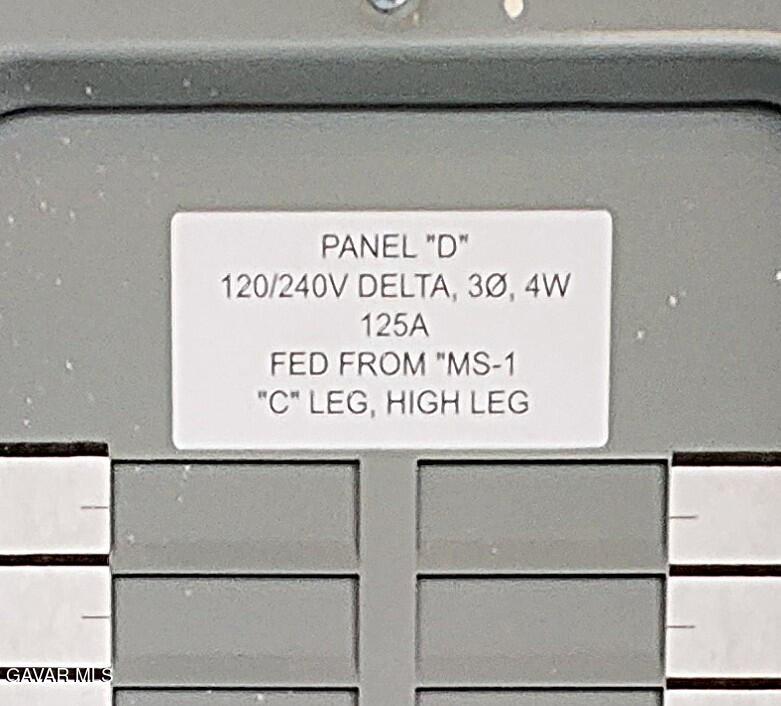 PANEL "D"
120/240V DELTA, 3Ø, 4W
125A
FED FROM "MS-1
"C" LEG, HIGH LEG
GAVAR MLS